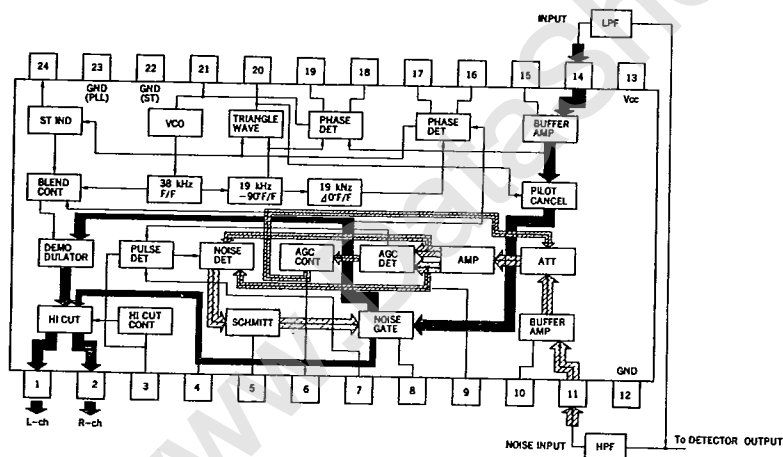 INPUT
LPF
24
23
22
21
20
19
18
17
16
15
14
13
GND
(PLL)
GND
(ST)
Vcc
ST IND
VCO
TRIANGLE
WAVE
PHASE
DET
PHASE
DET
BUFFER
AMP
BLEND
CONT
38 kHz
F/F
19 kHz
-90°F/F
19 kHz
⊿0°F/F
PILOT
CANCEL
DEMO
DULATOR
PULSE
DET
NOISE
DET
AGC
CONT
AGC
DET
AMP
ATT
HI CUT
HI CUT
CONT
SCHMITT
NOISE
GATE
BUFFER
AMP
GND
1
2
3
4
5
6
7
8
9
10
11
12
L-ch
R-ch
NOISE INPUT
HPF
To DETECTOR OUTPUT
www.DataShe